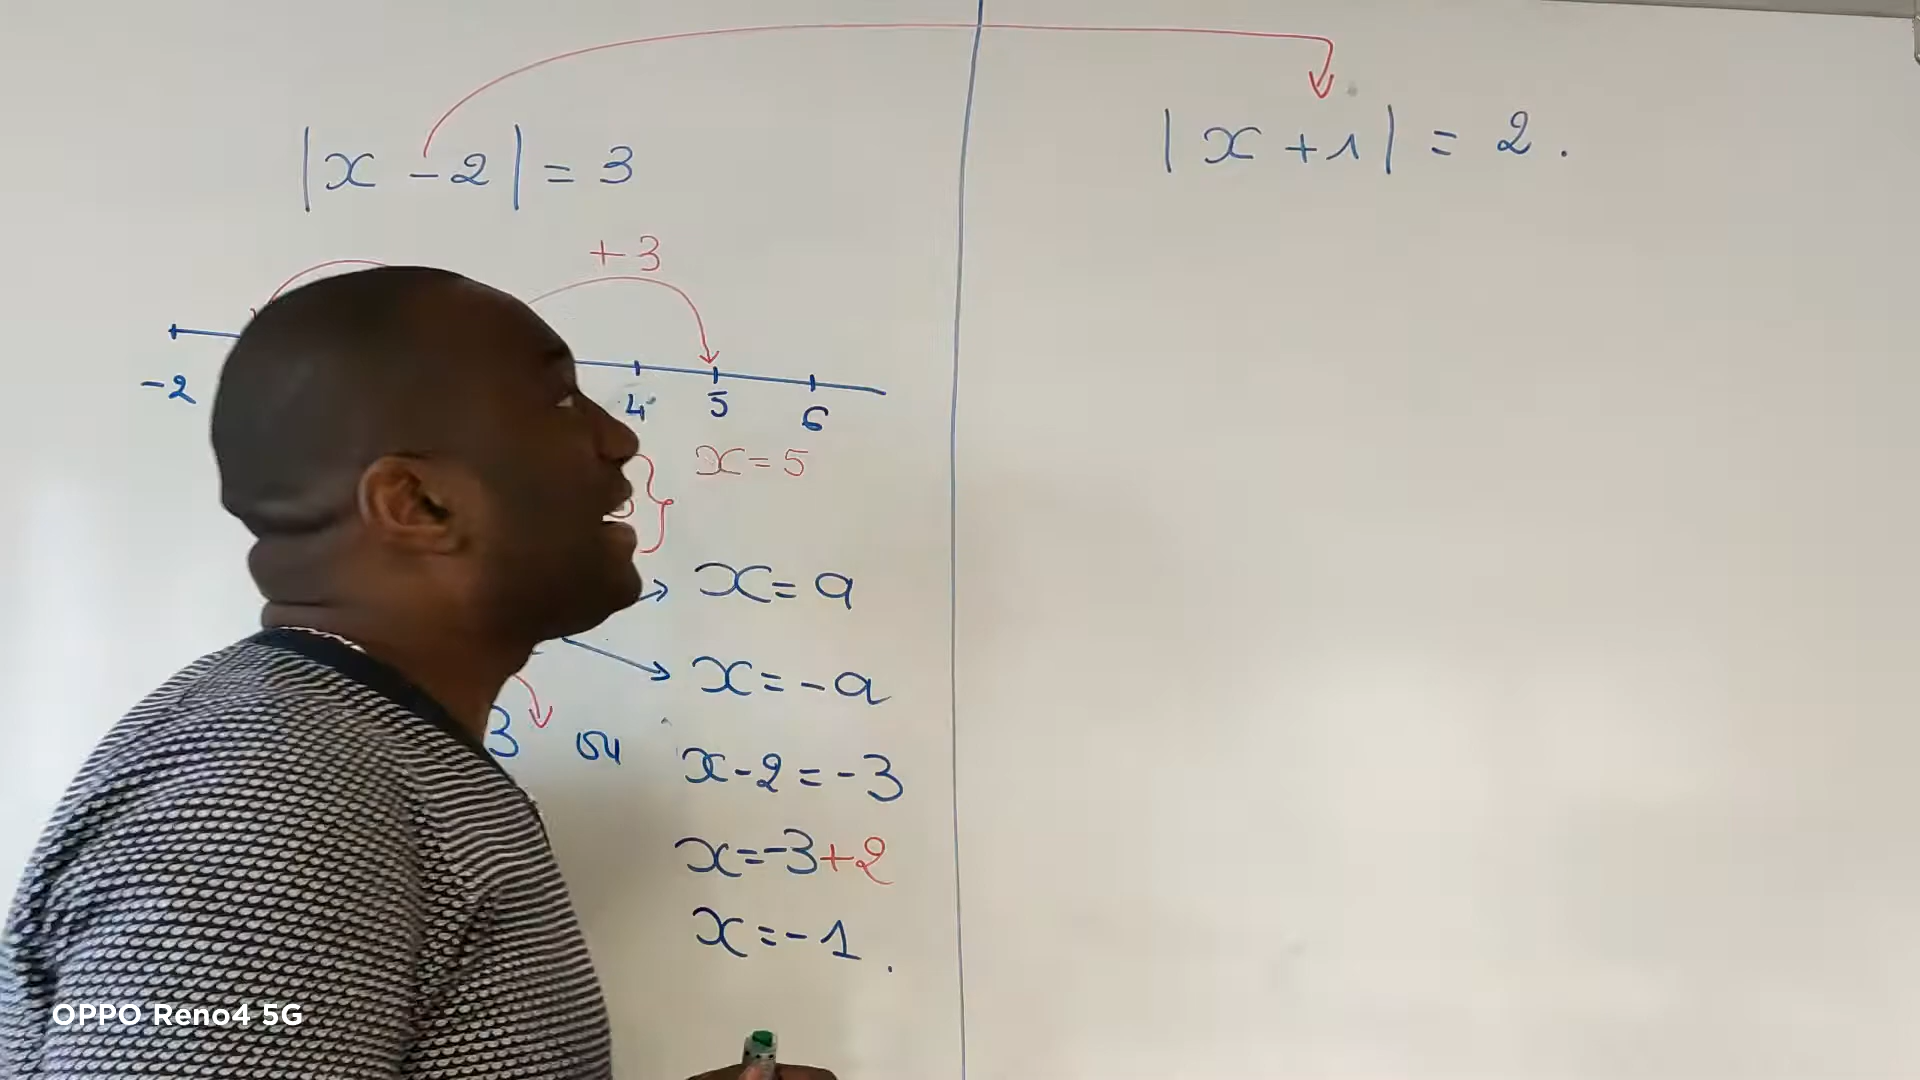 |x - 2| = 3
+3
-2 4 5 6
x = 5
x = a
x = -a
3 ou x - 2 = -3
x = -3 + 2
x = -1.
|x + 1| = 2.
OPPO Reno4 5G